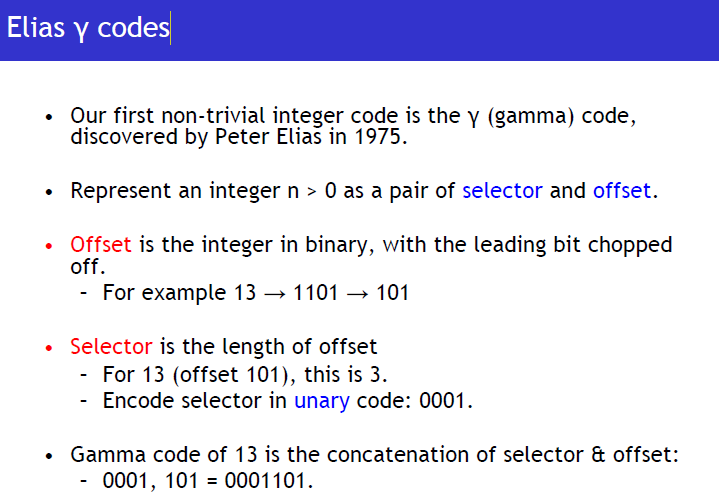 Elias γ codes
• Our first non-trivial integer code is the γ (gamma) code,
discovered by Peter Elias in 1975.
• Represent an integer n > 0 as a pair of selector and offset.
• Offset is the integer in binary, with the leading bit chopped
off.
- For example 13 → 1101 → 101
• Selector is the length of offset
- For 13 (offset 101), this is 3.
- Encode selector in unary code: 0001.
• Gamma code of 13 is the concatenation of selector & offset:
- 0001, 101 = 0001101.